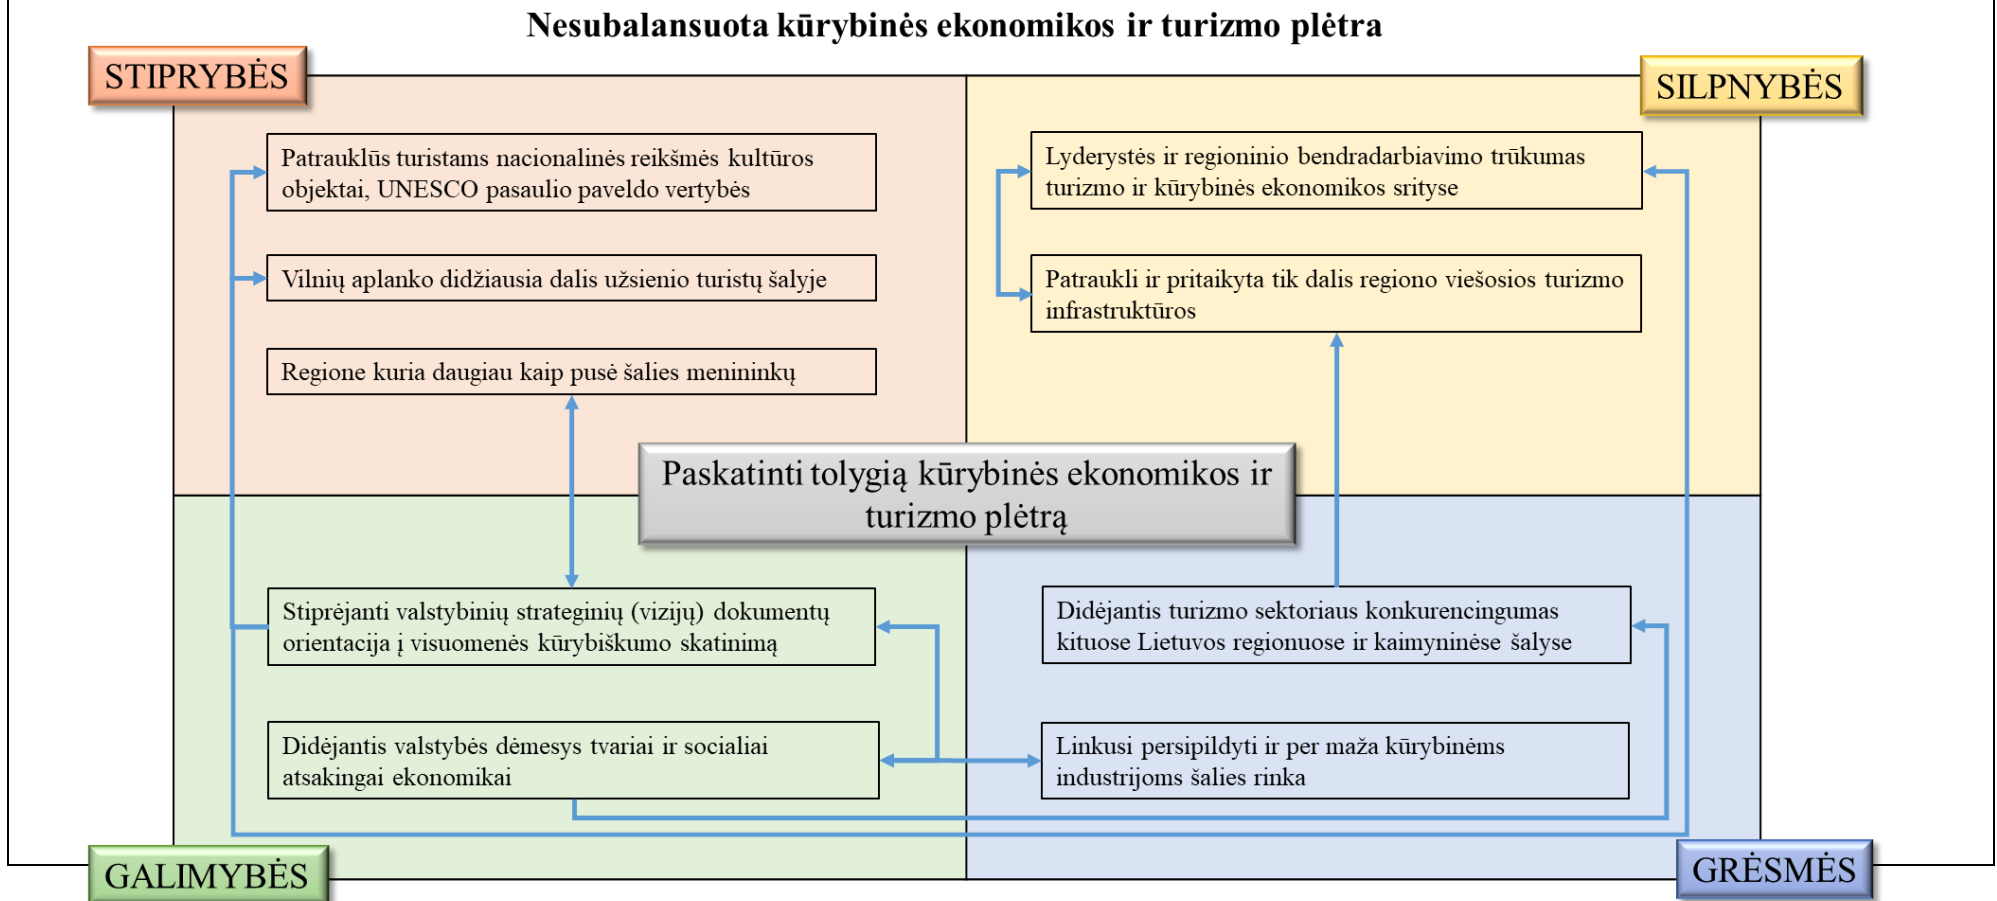 Nesubalansuota kūrybinės ekonomikos ir turizmo plėtra
STIPRYBĖS
Patrauklūs turistams nacionalinės reikšmės kultūros
objektai, UNESCO pasaulio paveldo vertybės
Vilnių aplanko didžiausia dalis užsienio turistų šalyje
Regione kuria daugiau kaip pusė šalies menininkų
SILPNYBĖS
Lyderystės ir regioninio bendradarbiavimo trūkumas
turizmo ir kūrybinės ekonomikos srityse
Patraukli ir pritaikyta tik dalis regiono viešosios turizmo
infrastruktūros
Paskatinti tolygią kūrybinės ekonomikos ir
turizmo plėtrą
Stiprėjanti valstybinių strateginių (vizijų) dokumentų
orientacija į visuomenės kūrybiškumo skatinimą
Didėjantis valstybės dėmesys tvariai ir socialiai
atsakingai ekonomikai
GALIMYBĖS
Didėjantis turizmo sektoriaus konkurencingumas
kituose Lietuvos regionuose ir kaimyninėse šalyse
Linkusi persipildyti ir per maža kūrybinėms
industrijoms šalies rinka
GRĖSMĖS